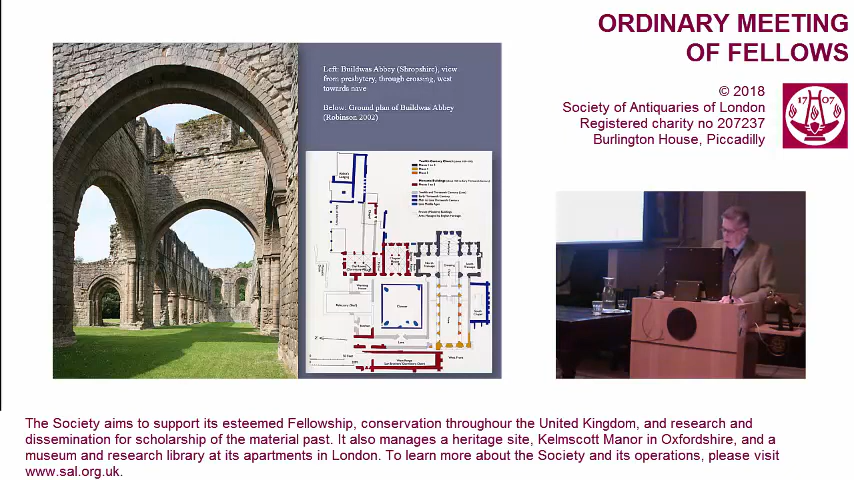 ORDINARY MEETING
OF FELLOWS
© 2018
Society of Antiquaries of London
Registered charity no 207237
Burlington House, Piccadilly
1707
Left: Buildwas Abbey (Shropshire), view
from presbytery, through crossing, west
towards nave
Below: Ground plan of Buildwas Abbey
(Robinson 2002)
Cloister
The Society aims to support its esteemed Fellowship, conservation throughour the United Kingdom, and research and
dissemination for scholarship of the material past. It also manages a heritage site, Kelmscott Manor in Oxfordshire, and a
museum and research library at its apartments in London. To learn more about the Society and its operations, please visit
www.sal.org.uk.